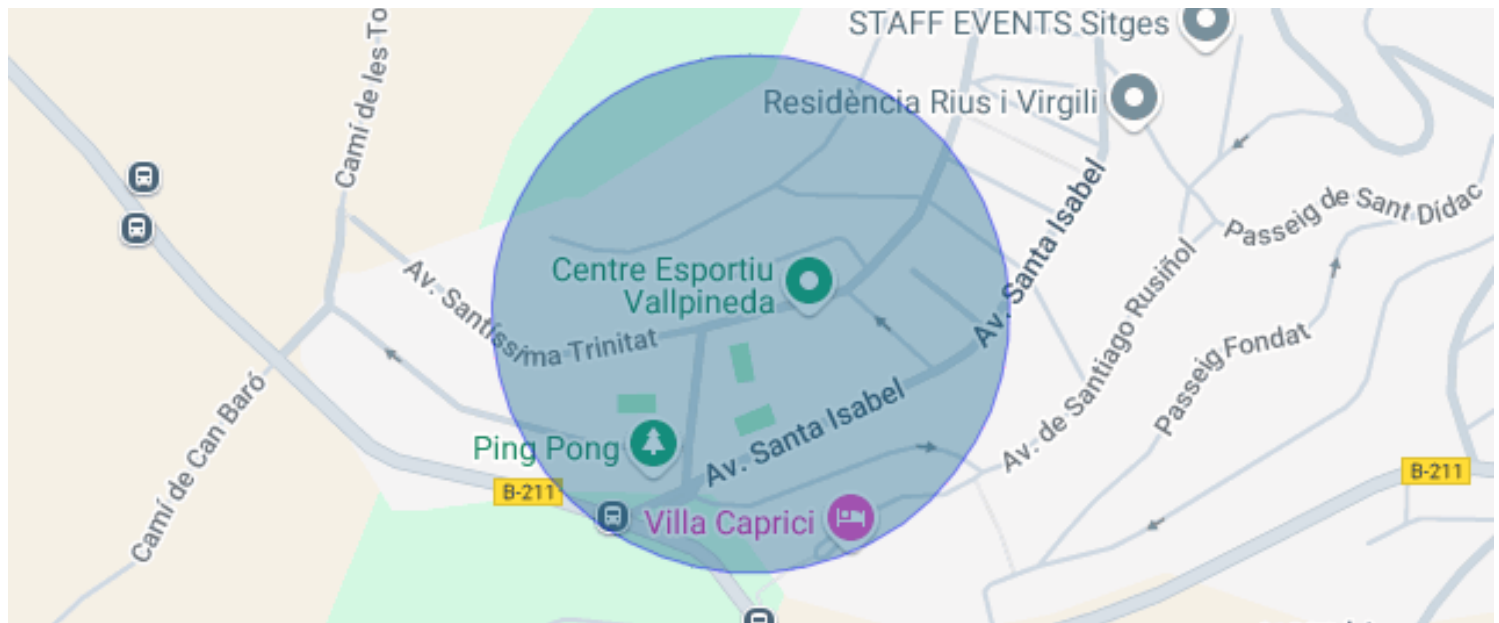 STAFF EVENTS Sitges
Camí de les To
Residència Rius i Virgili
Passeig de Sant Dídac
Av. Santa Isabel
Centre Esportiu
Vallpineda
Av. Santíssima Trinitat
Av. de Santiago Rusiñol
Passeig Fondat
Camí de Can Baró
Av. Santa Isabel
Ping Pong
B-211
B-211
Villa Caprici